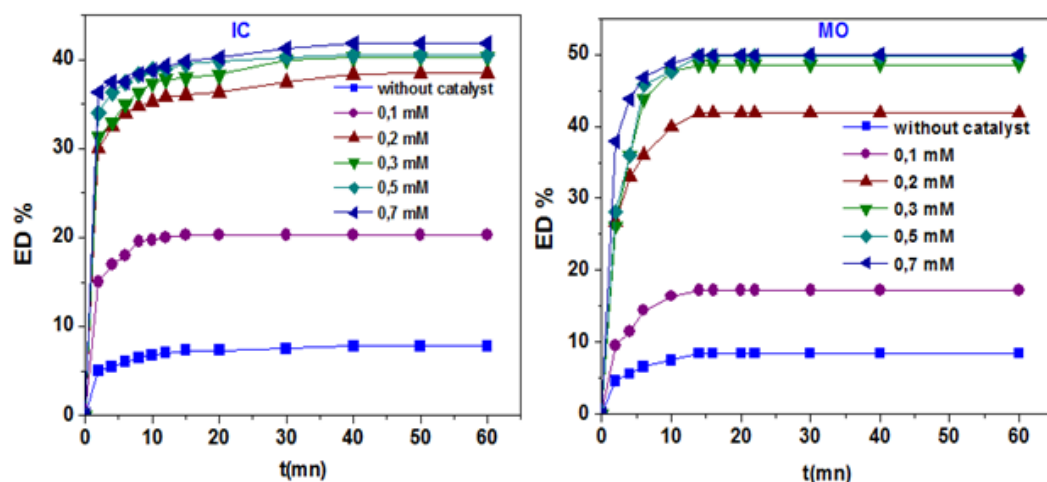 IC
ED %
40
30
20
10
0
without catalyst
0,1 mM
0,2 mM
0,3 mM
0,5 mM
0,7 mM
0 10 20 30 40 50 60
t(mn)
MO
ED %
50
40
30
20
10
0
without catalyst
0,1 mM
0,2 mM
0,3 mM
0,5 mM
0,7 mM
0 10 20 30 40 50 60
t(mn)